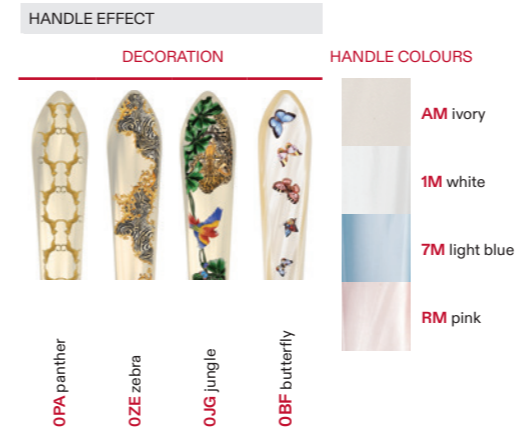 HANDLE EFFECT
DECORATION
HANDLE COLOURS
AM ivory
1M white
7M light blue
RM pink
0PA panther
0ZE zebra
0JG jungle
0BF butterfly